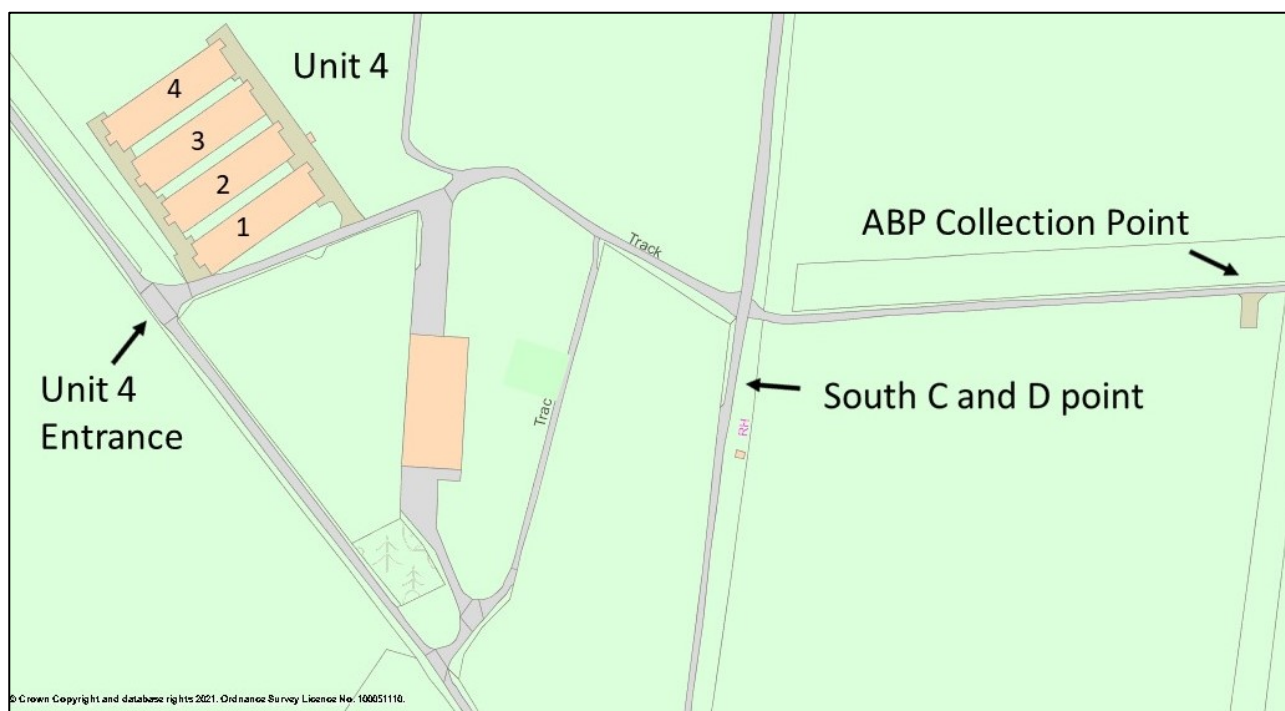 Unit 4
4
3
2
1
Track
ABP Collection Point
Unit 4
Entrance
Trac
South C and D point
RH
© Crown Copyright and database rights 2021. Ordnance Survey Licence No. 100051110.